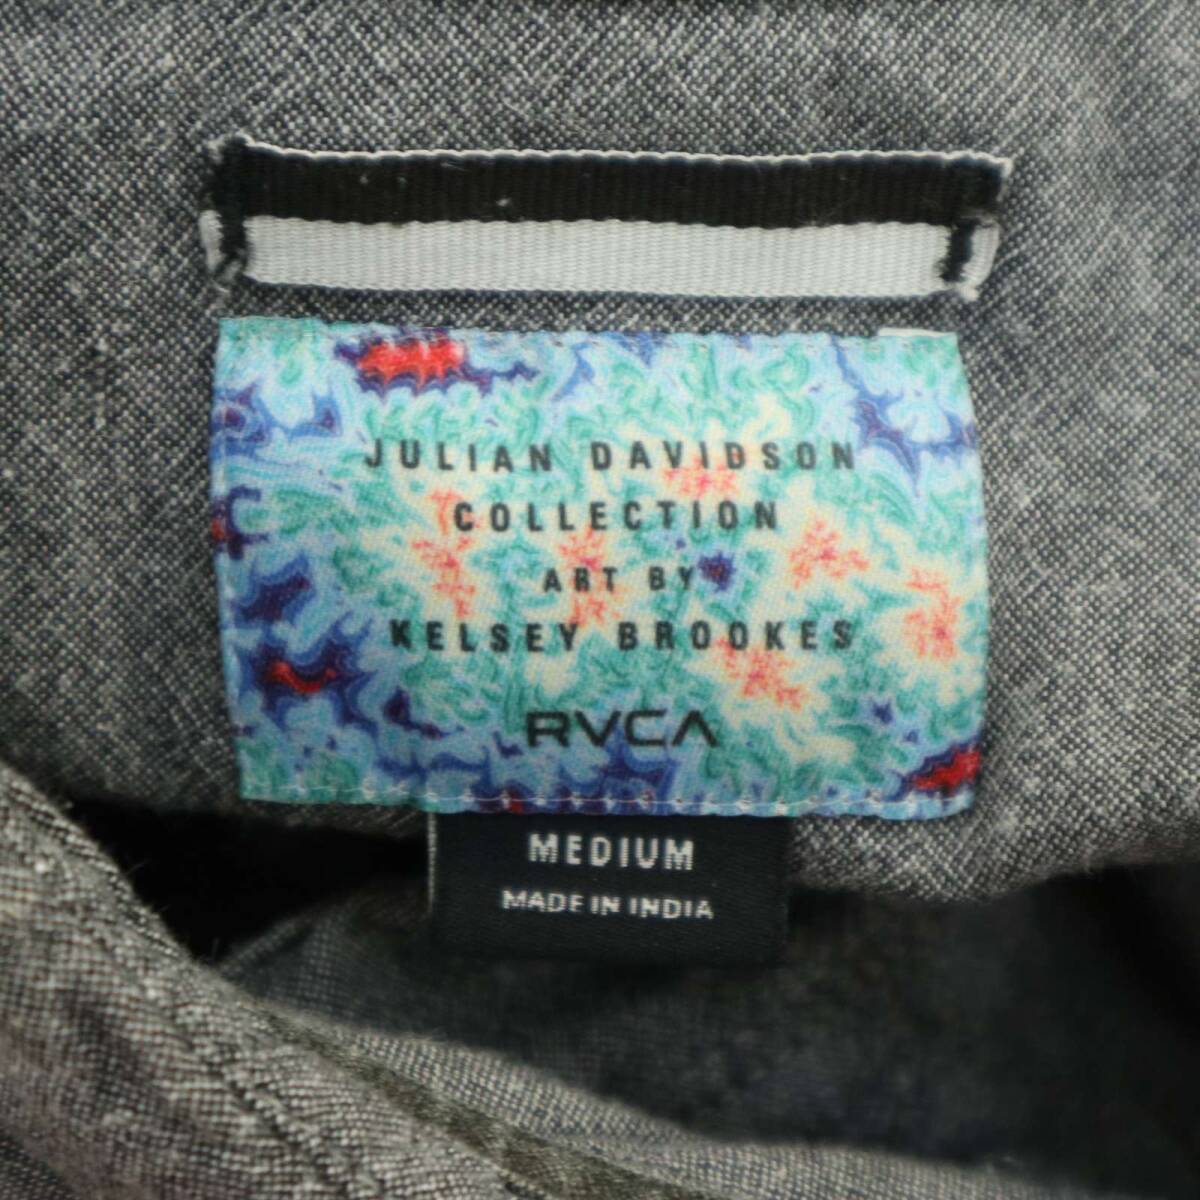 JULIAN DAVIDSON
COLLECTION
ART BY
KELSEY BROOKES
RVCA
MEDIUM
MADE IN INDIA